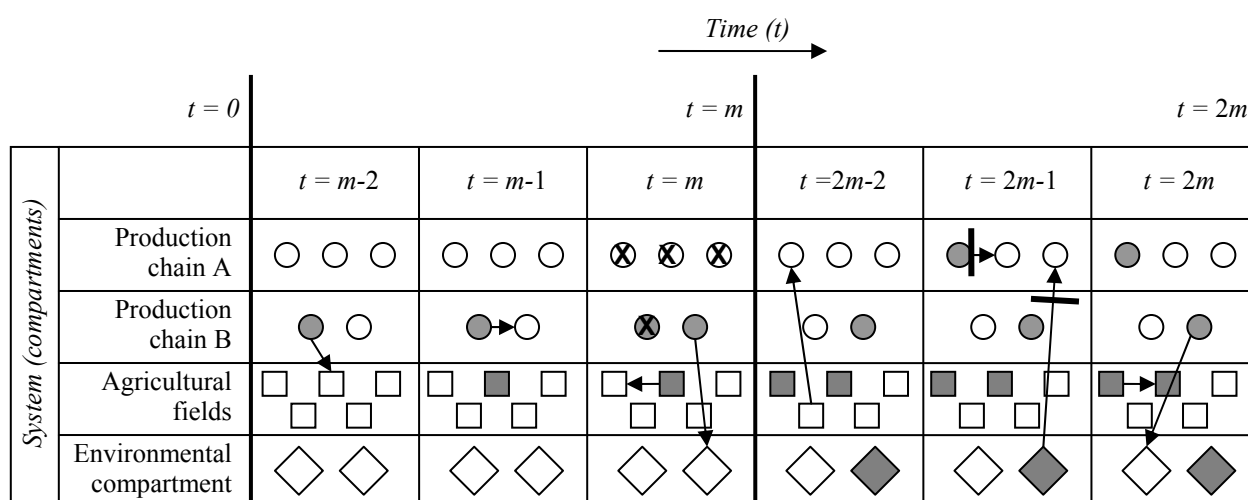 Time (t)
t = 0
t = m
t = 2m
System (compartments)
t = m-2
t = m-1
t = m
t =2m-2
t = 2m-1
t = 2m
Production
chain A
X X X
Production
chain B
X
Agricultural
fields
Environmental
compartment